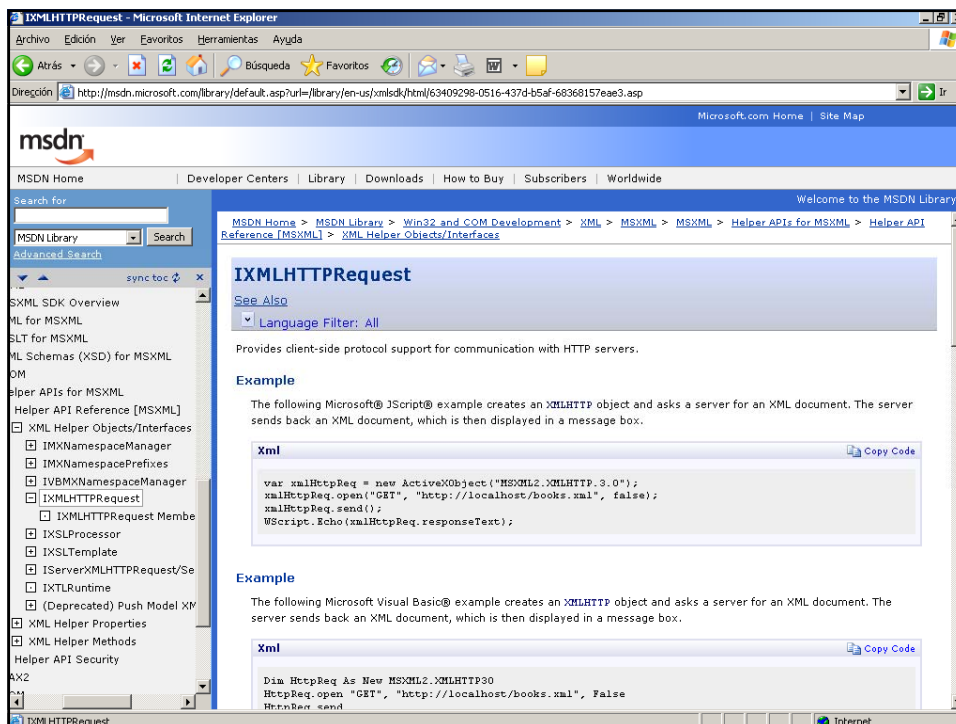 IXMLHTTPRequest - Microsoft Internet Explorer
Archivo Edición Ver Favoritos Herramientas Ayuda
Atrás Búsqueda Favoritos
Dirección http://msdn.microsoft.com/library/default.asp?url=/library/en-us/xmlsdk/html/63409298-0516-437d-b5af-68368157eae3.asp Ir
Microsoft.com Home | Site Map
msdn
MSDN Home | Developer Centers | Library | Downloads | How to Buy | Subscribers | Worldwide
Search for
Welcome to the MSDN Library
MSDN Library Search
Advanced Search
sync toc
SXML SDK Overview
ML for MSXML
SLT for MSXML
ML Schemas (XSD) for MSXML
OM
elper APIs for MSXML
Helper API Reference [MSXML]
XML Helper Objects/Interfaces
IMXNamespaceManager
IMXNamespacePrefixes
IVBMXNamespaceManager
IXMLHTTPRequest
IXMLHTTPRequest Membe
IXSLProcessor
IXSLTemplate
IServerXMLHTTPRequest/Se
IXTLRuntime
(Deprecated) Push Model XM
XML Helper Properties
XML Helper Methods
Helper API Security
AX2
MSDN Home > MSDN Library > Win32 and COM Development > XML > MSXML > MSXML > Helper APIs for MSXML > Helper API
Reference [MSXML] > XML Helper Objects/Interfaces
IXMLHTTPRequest
See Also
Language Filter: All
Provides client-side protocol support for communication with HTTP servers.
Example
The following Microsoft® JScript® example creates an XMLHTTP object and asks a server for an XML document. The server
sends back an XML document, which is then displayed in a message box.
Xml Copy Code
var xmlHttpReq = new ActiveXObject("MSXML2.XMLHTTP.3.0");
xmlHttpReq.open("GET", "http://localhost/books.xml", false);
xmlHttpReq.send();
WScript.Echo(xmlHttpReq.responseText);
Example
The following Microsoft Visual Basic® example creates an XMLHTTP object and asks a server for an XML document. The
server sends back an XML document, which is then displayed in a message box.
Xml Copy Code
Dim HttpReq As New MSXML2.XMLHTTP30
HttpReq.open "GET", "http://localhost/books.xml", False
HttpReq.send
IXMLHTTPRequest Internet